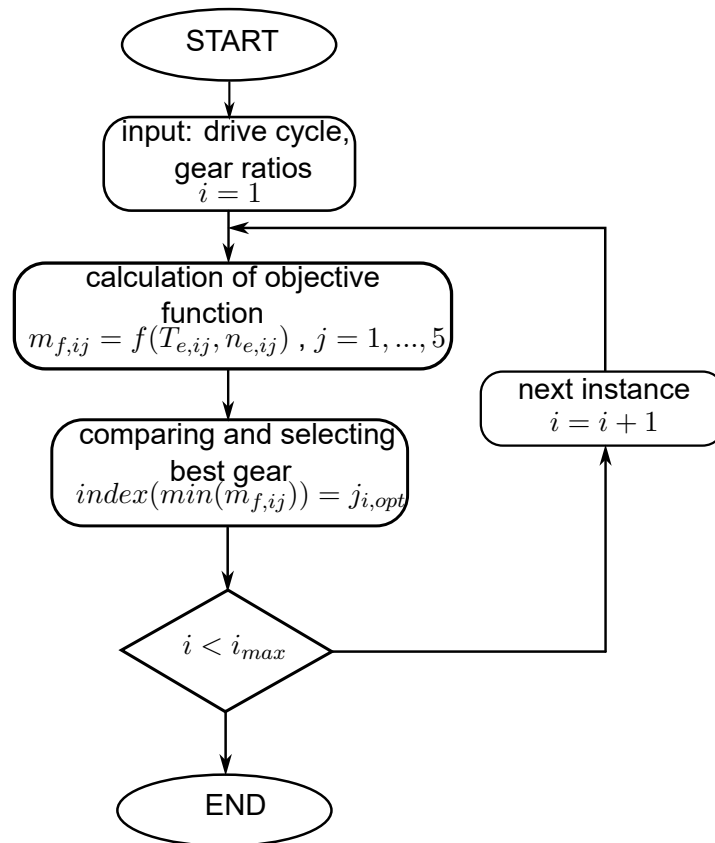 START
input: drive cycle,
gear ratios
i = 1
calculation of objective
function
m_{f,ij} = f(T_{e,ij}, n_{e,ij}) , j = 1, ..., 5
next instance
i = i + 1
comparing and selecting
best gear
index(min(m_{f,ij})) = j_{i,opt}
i < i_{max}
END